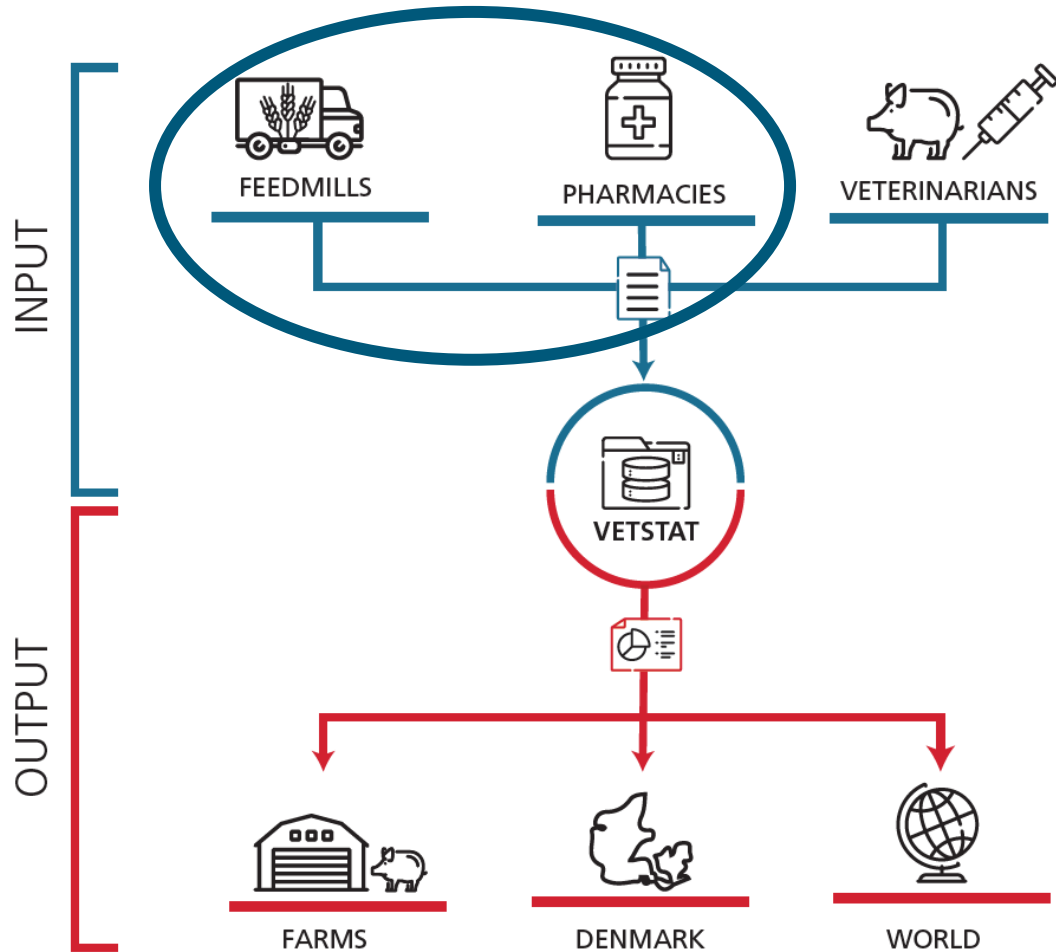 INPUT
FEEDMILLS
PHARMACIES
VETERINARIANS
VETSTAT
OUTPUT
FARMS
DENMARK
WORLD